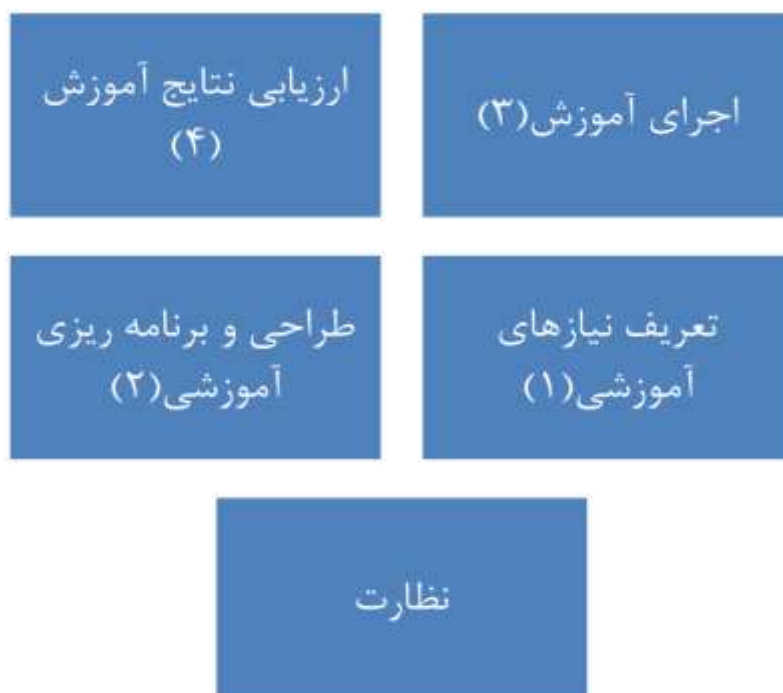 اجرای آموزش(۳)
ارزیابی نتایج آموزش
(۴)
تعریف نیازهای
آموزشی(۱)
طراحی و برنامه ریزی
آموزشی(۲)
نظارت